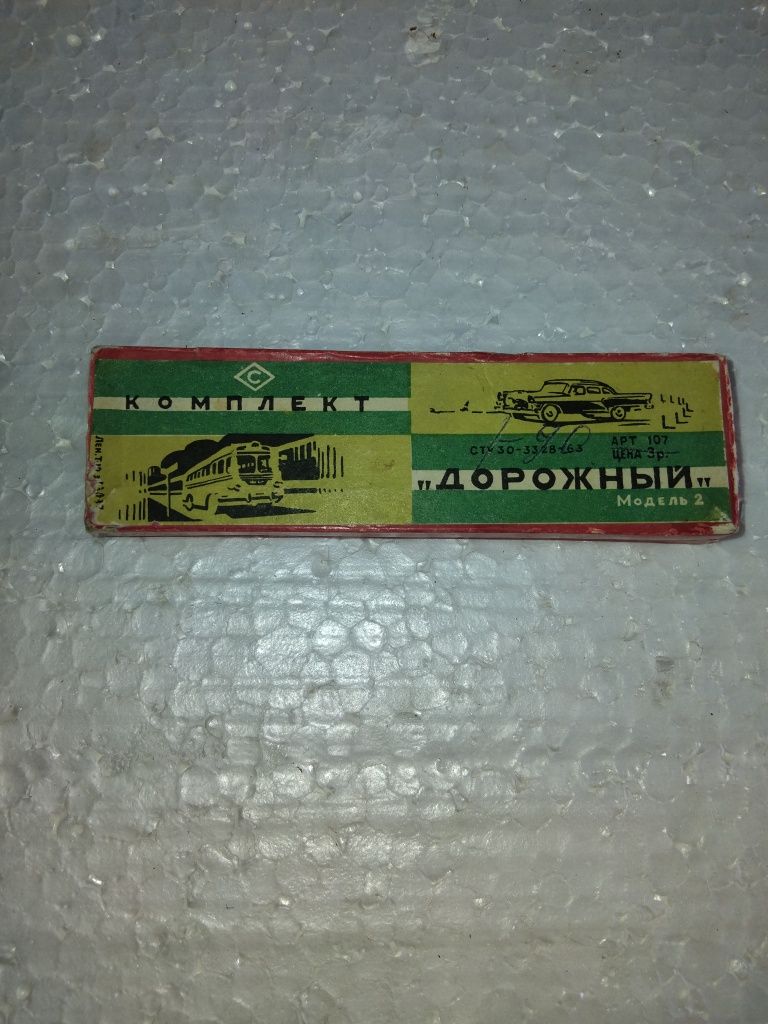 С
КОМПЛЕКТ
СТУ 30-3328-63
АРТ 107
ЦЕНА 3р.-
„ДОРОЖНЫЙ"
Модель 2